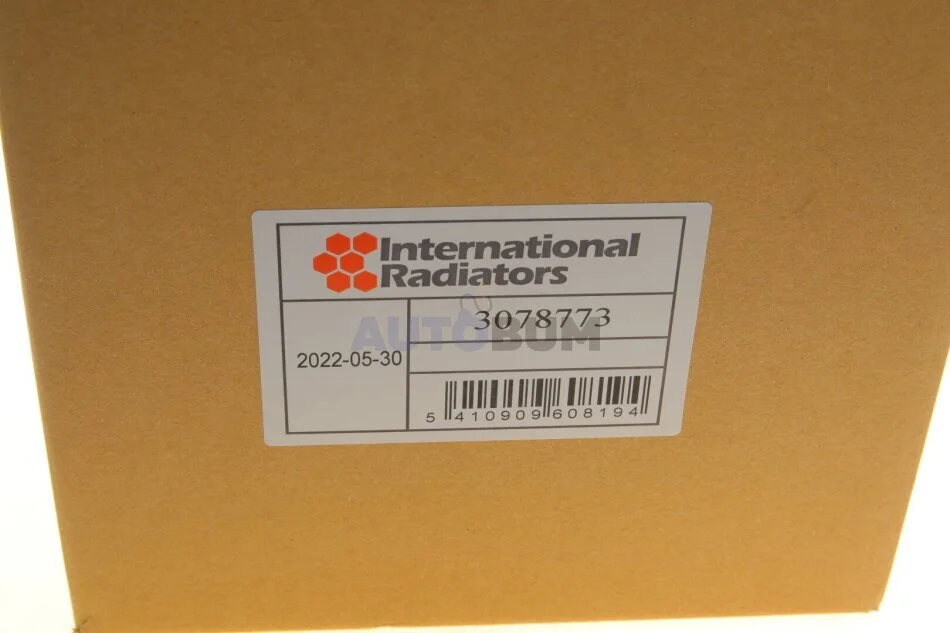 International
Radiators
3078773
AUTOBUM
2022-05-30
5 410909 608194